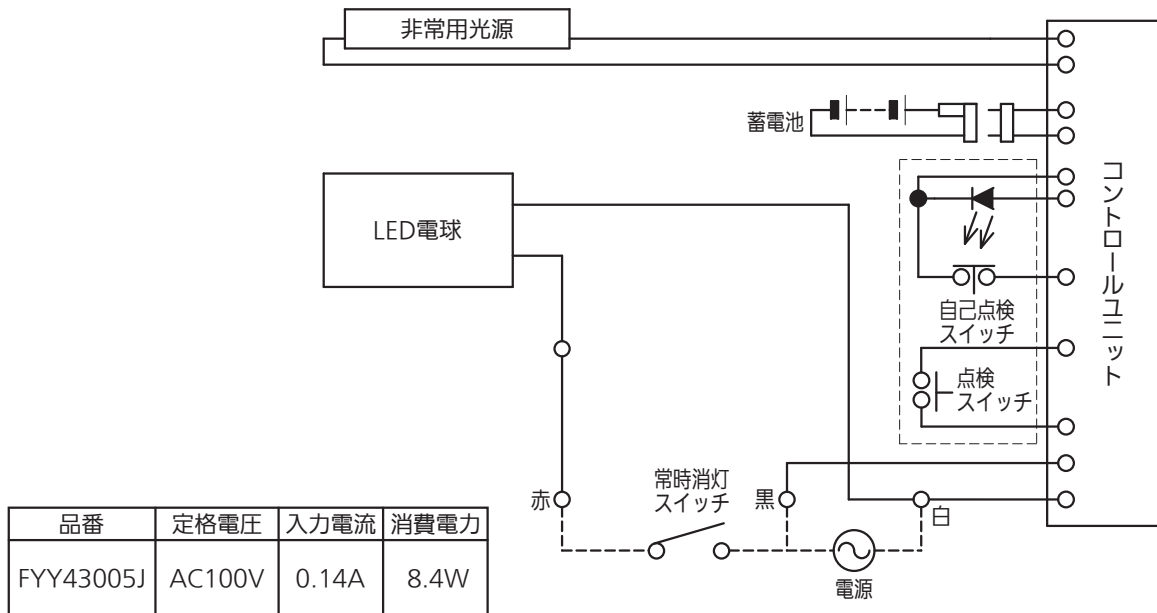 非常用光源
蓄電池
コントロールユニット
LED電球
自己点検
スイッチ
点検
スイッチ
常時消灯
スイッチ
赤
黒
白
電源
品番 定格電圧 入力電流 消費電力
FYY43005J AC100V 0.14A 8.4W